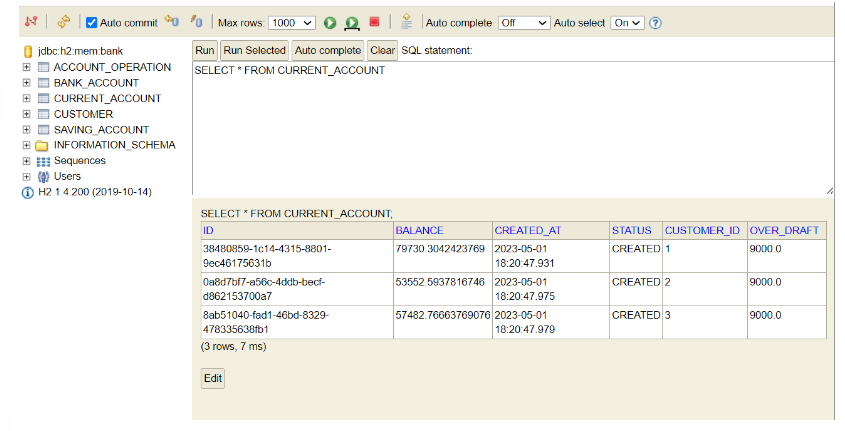 Auto commit Max rows: 1000 Auto complete Off Auto select On ?
jdbc:h2:mem:bank
ACCOUNT_OPERATION
BANK_ACCOUNT
CURRENT_ACCOUNT
CUSTOMER
SAVING_ACCOUNT
INFORMATION_SCHEMA
Sequences
Users
H2 1.4.200 (2019-10-14)
Run Run Selected Auto complete Clear SQL statement:
SELECT * FROM CURRENT_ACCOUNT
SELECT * FROM CURRENT_ACCOUNT;
ID BALANCE CREATED_AT STATUS CUSTOMER_ID OVER_DRAFT
38480859-1c14-4315-8801- 79730.3042423769 2023-05-01 CREATED 1 9000.0
9ec46175631b 18:20:47.931
0a8d7bf7-a56c-4ddb-becf- 53552.5937816746 2023-05-01 CREATED 2 9000.0
d862153700a7 18:20:47.975
8ab51040-fad1-46bd-8329- 57482.76663769076 2023-05-01 CREATED 3 9000.0
478335638fb1 18:20:47.979
(3 rows, 7 ms)
Edit